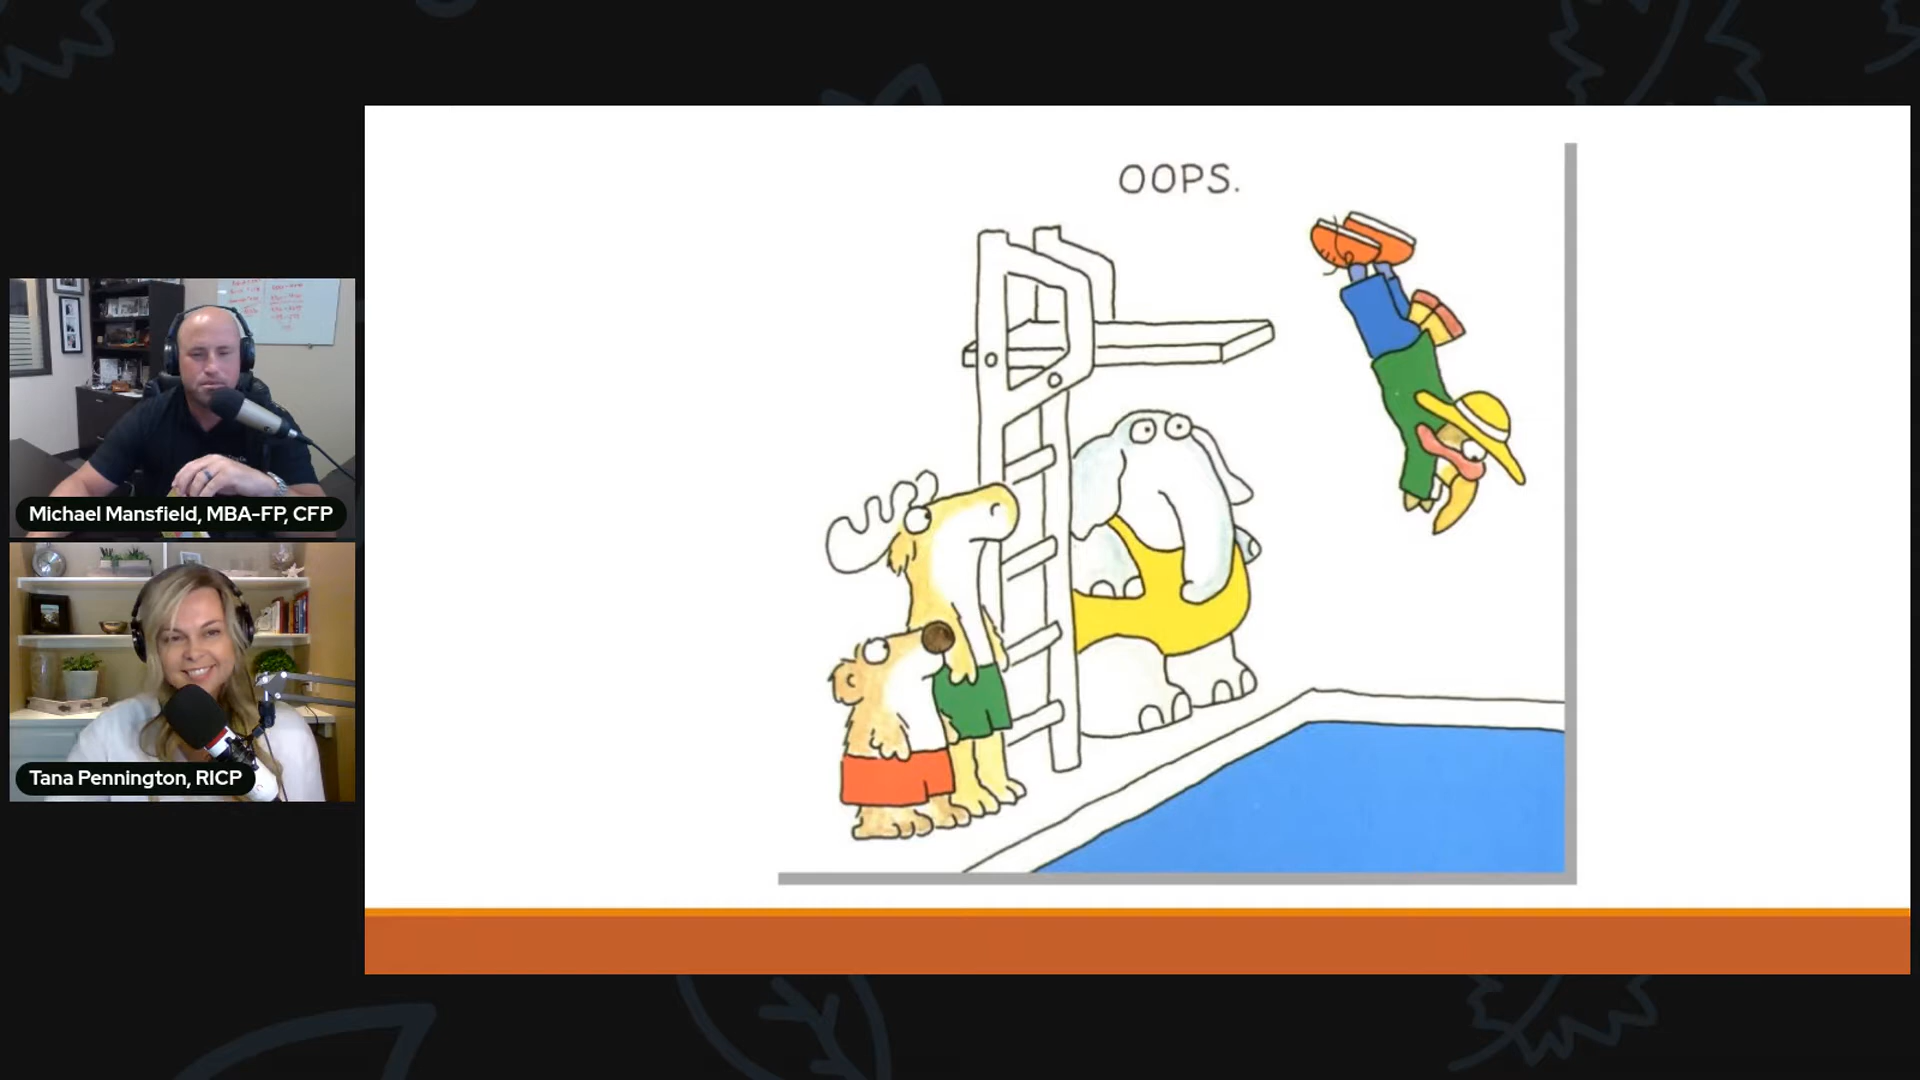 OOPS.
Michael Mansfield, MBA-FP, CFP
Tana Pennington, RICP